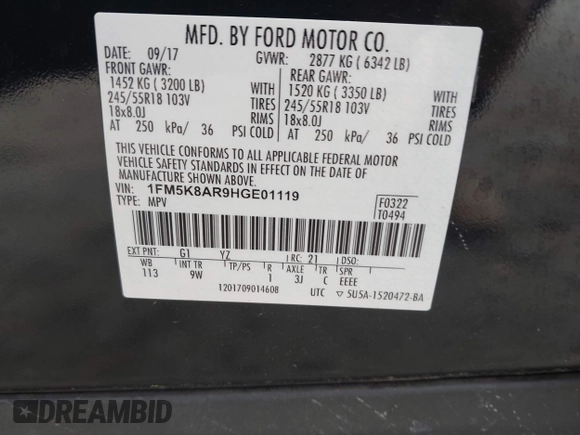 MFD. BY FORD MOTOR CO.
DATE: 09/17 GVWR: 2877 KG ( 6342 LB)
FRONT GAWR: REAR GAWR:
1452 KG ( 3200 LB) WITH 1520 KG ( 3350 LB) WITH
245/55R18 103V TIRES 245/55R18 103V TIRES
18x8.0J RIMS 18x8.0J RIMS
AT 250 kPa/ 36 PSI COLD AT 250 kPa/ 36 PSI COLD
THIS VEHICLE CONFORMS TO ALL APPLICABLE FEDERAL MOTOR
VEHICLE SAFETY STANDARDS IN EFFECT ON THE DATE OF
MANUFACTURE SHOWN ABOVE.
VIN: 1FM5K8AR9HGE01119 F0322
TYPE: MPV T0494
EXT PNT: G1 YZ RC: 21
WB INT TR TP/PS R AXLE TR SPR
113 9W 1 3J C EEEE
1201709014608 UTC ▽ 5U5A-1520472-BA
DREAMBID